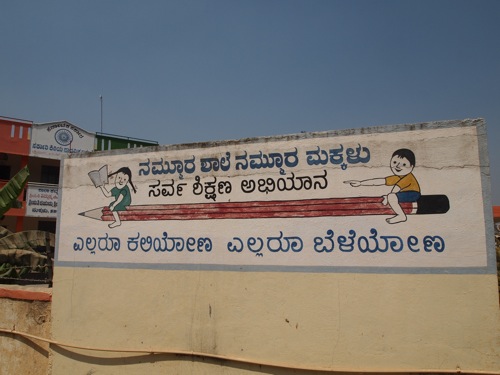 ನಮ್ಮೂರ ಶಾಲೆ ನಮ್ಮೂರ ಮಕ್ಕಳು
ಸರ್ವ ಶಿಕ್ಷಣ ಅಭಿಯಾನ
ಎಲ್ಲರೂ ಕಲಿಯೋಣ ಎಲ್ಲರೂ ಬೆಳೆಯೋಣ